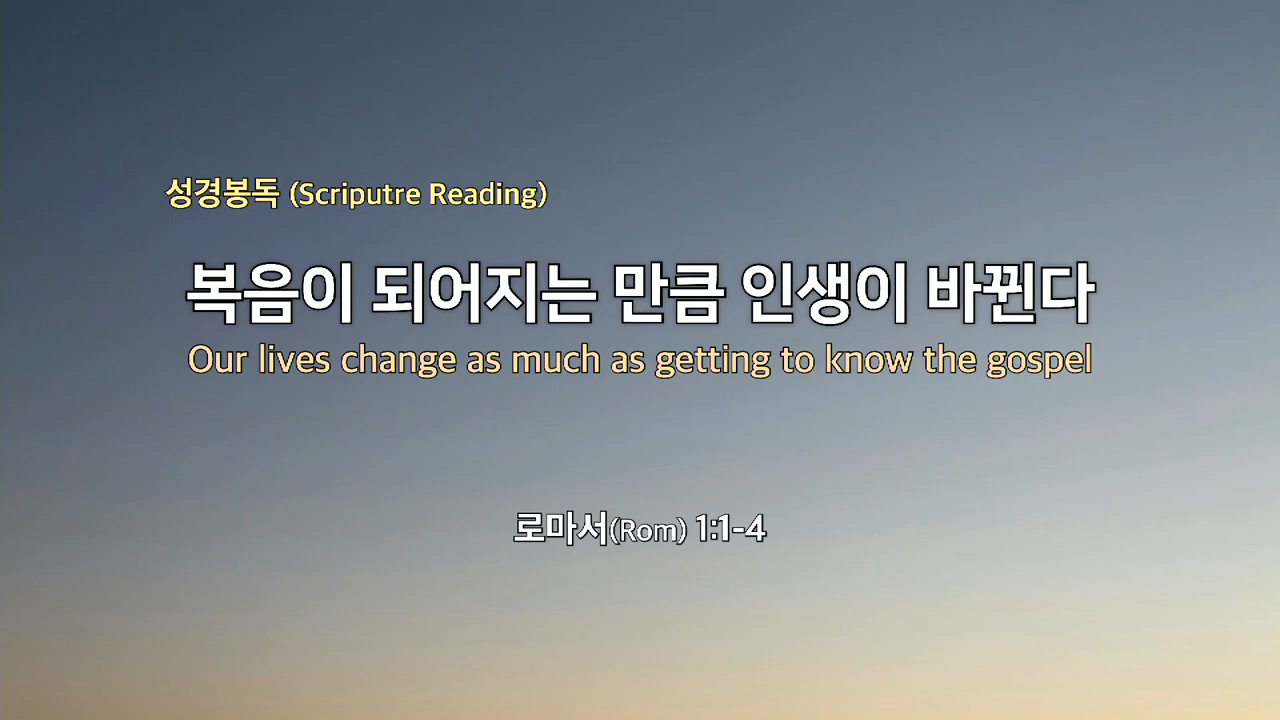 성경봉독 (Scriputre Reading)
복음이 되어지는 만큼 인생이 바뀐다
Our lives change as much as getting to know the gospel
로마서(Rom) 1:1-4